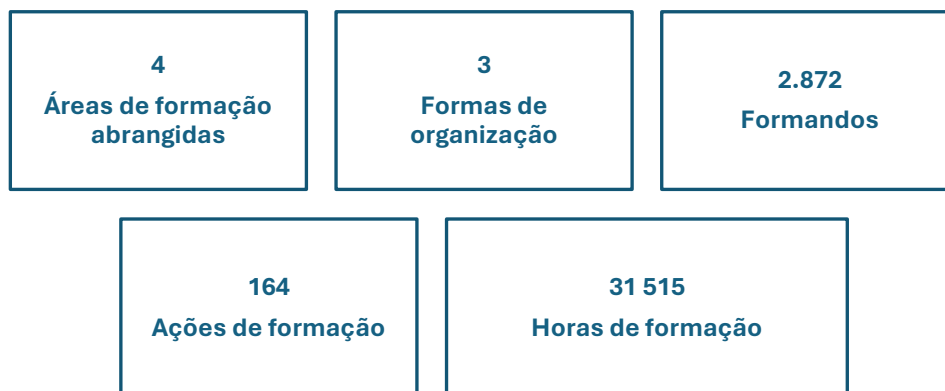 4
Áreas de formação
abrangidas
3
Formas de
organização
2.872
Formandos
164
Ações de formação
31 515
Horas de formação